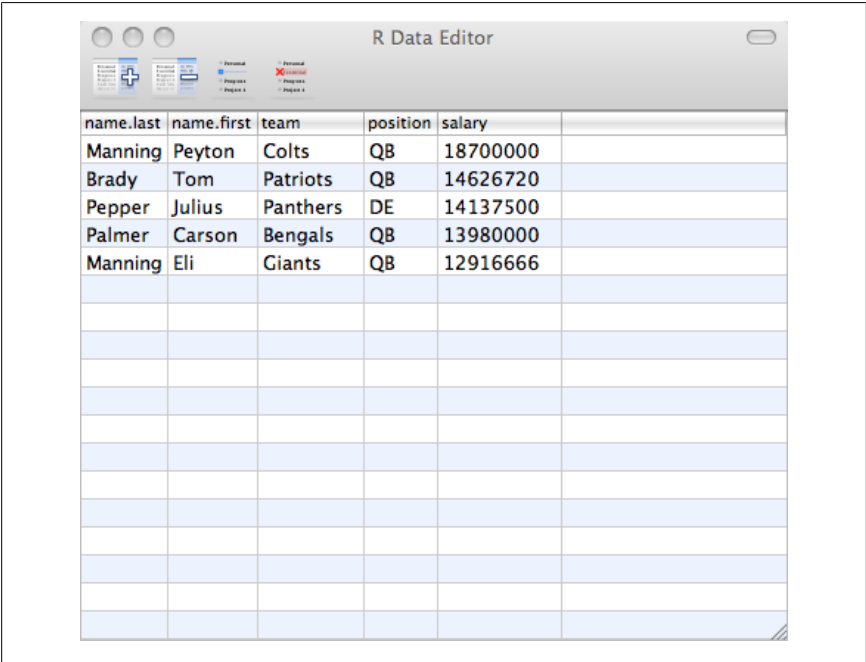 R Data Editor
name.last name.first team position salary
Manning Peyton Colts QB 18700000
Brady Tom Patriots QB 14626720
Pepper Julius Panthers DE 14137500
Palmer Carson Bengals QB 13980000
Manning Eli Giants QB 12916666